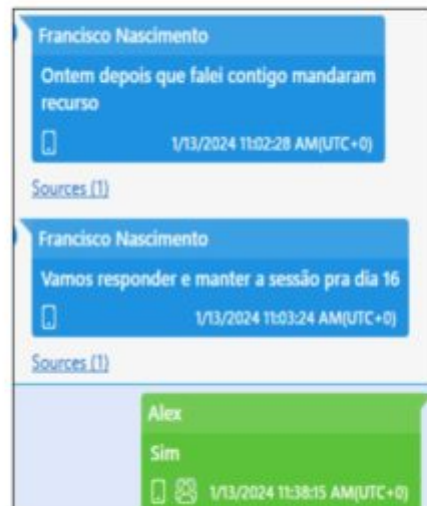 Francisco Nascimento
Ontem depois que falei contigo mandaram
recurso
1/13/2024 11:02:28 AM(UTC+0)
Sources (1)
Francisco Nascimento
Vamos responder e manter a sessão pra dia 16
1/13/2024 11:03:24 AM(UTC+0)
Sources (1)
Alex
Sim
1/13/2024 11:38:15 AM(UTC+0)